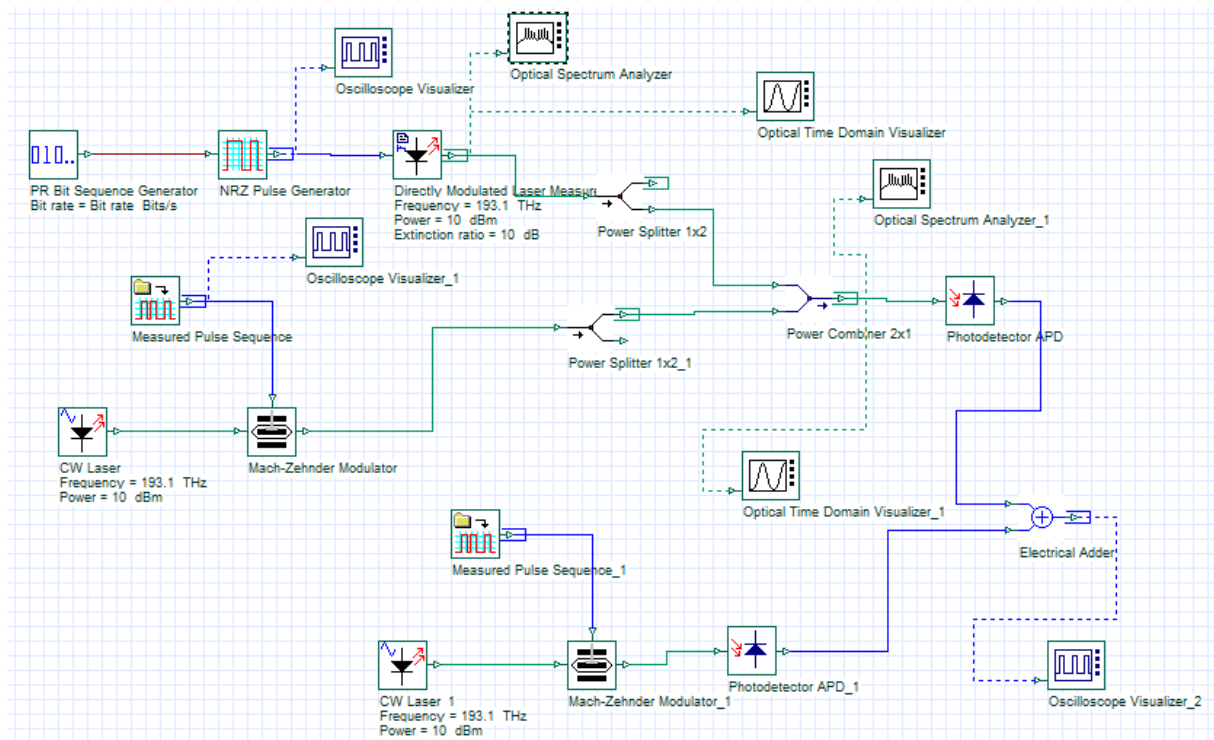 Oscilloscope Visualizer
Optical Spectrum Analyzer
Optical Time Domain Visualizer
010..
PR Bit Sequence Generator
Bit rate = Bit rate Bits/s
NRZ Pulse Generator
Directly Modulated Laser Measure
Frequency = 193.1 THz
Power = 10 dBm
Extinction ratio = 10 dB
Power Splitter 1x2
Optical Spectrum Analyzer_1
Oscilloscope Visualizer_1
Measured Pulse Sequence
Power Splitter 1x2_1
Power Combiner 2x1
Photodetector APD
CW Laser
Frequency = 193.1 THz
Power = 10 dBm
Mach-Zehnder Modulator
Optical Time Domain Visualizer_1
Measured Pulse Sequence_1
Electrical Adder
CW Laser_1
Frequency = 193.1 THz
Power = 10 dBm
Mach-Zehnder Modulator_1
Photodetector APD_1
Oscilloscope Visualizer_2